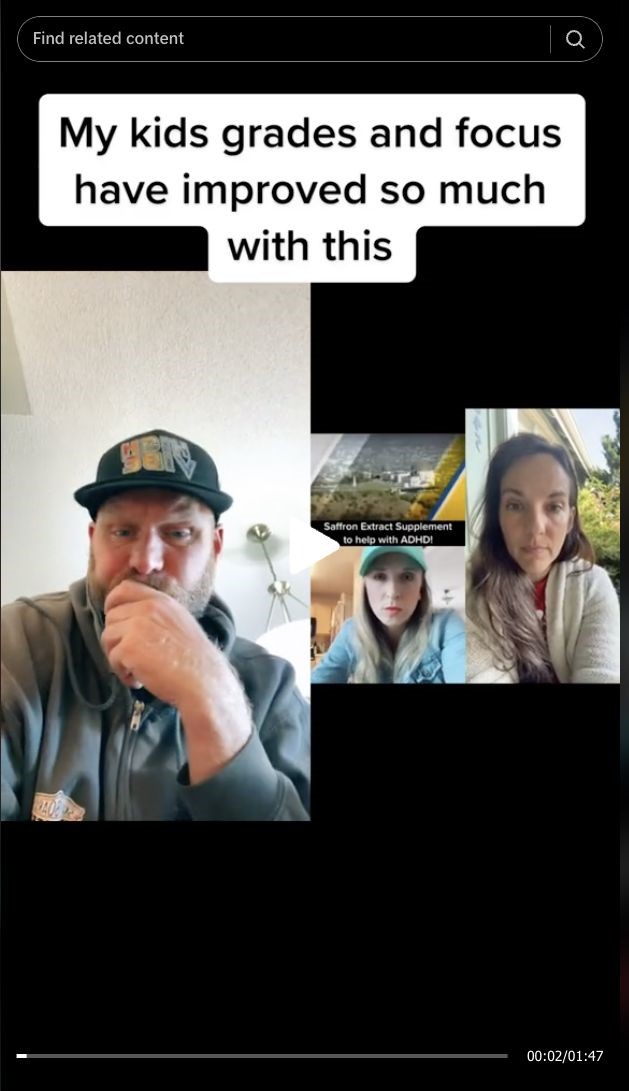 Find related content
My kids grades and focus
have improved so much
with this
Saffron Extract Supplement
to help with ADHD!
00:02/01:47